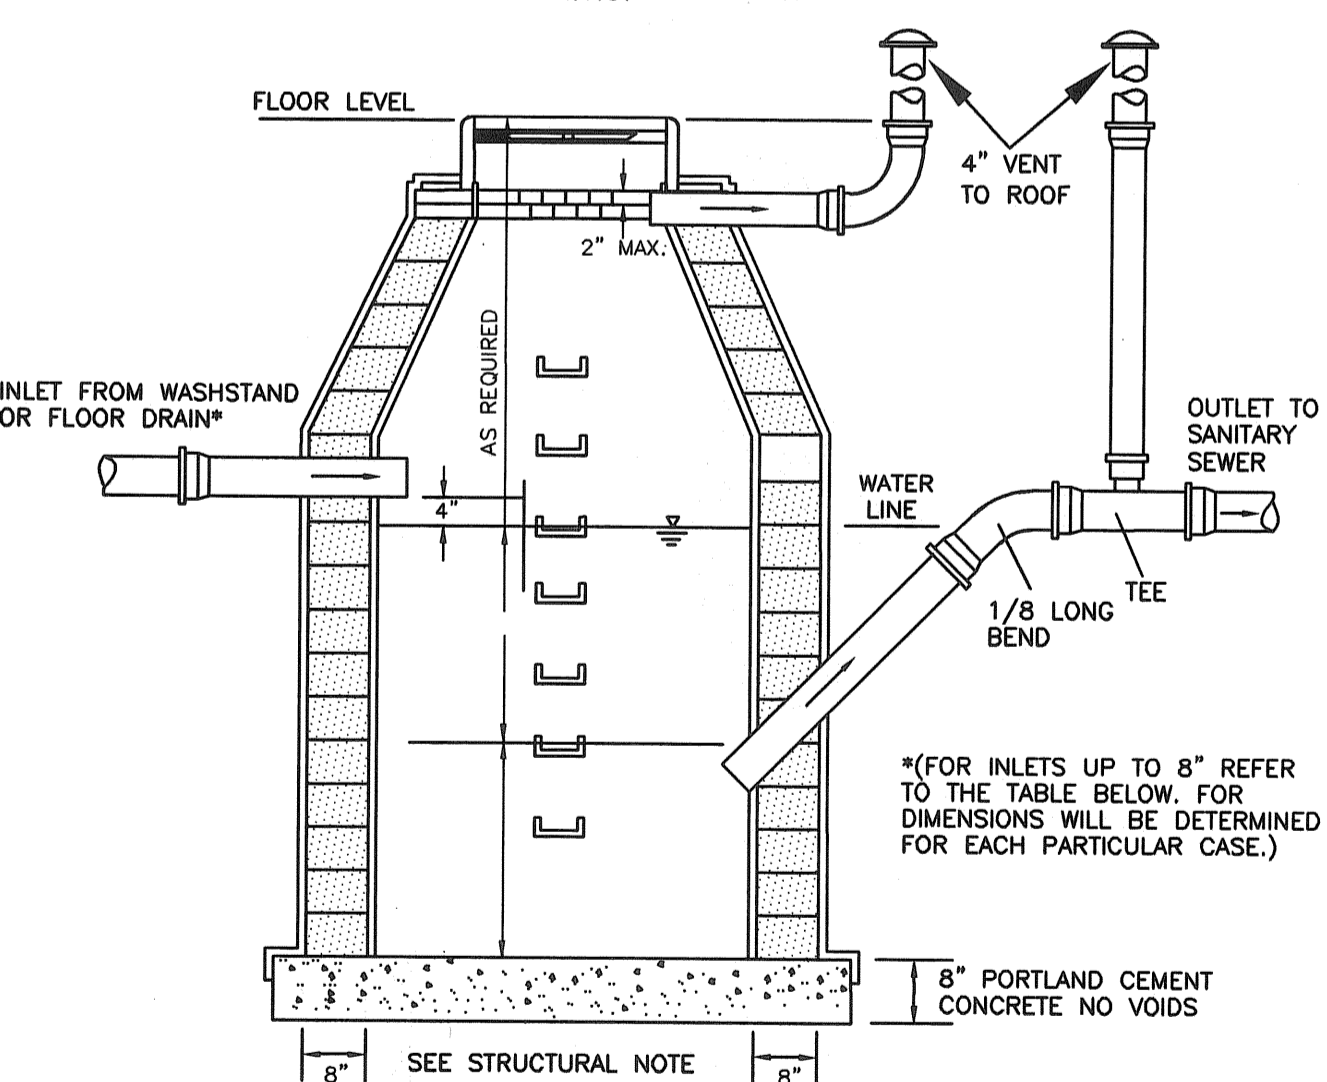 FLOOR LEVEL
4" VENT
TO ROOF
2" MAX.
AS REQUIRED
INLET FROM WASHSTAND
OR FLOOR DRAIN*
4"
WATER
LINE
OUTLET TO
SANITARY
SEWER
TEE
1/8 LONG
BEND
*(FOR INLETS UP TO 8" REFER
TO THE TABLE BELOW. FOR
DIMENSIONS WILL BE DETERMINED
FOR EACH PARTICULAR CASE.)
8" PORTLAND CEMENT
CONCRETE NO VOIDS
SEE STRUCTURAL NOTE
8"
8"